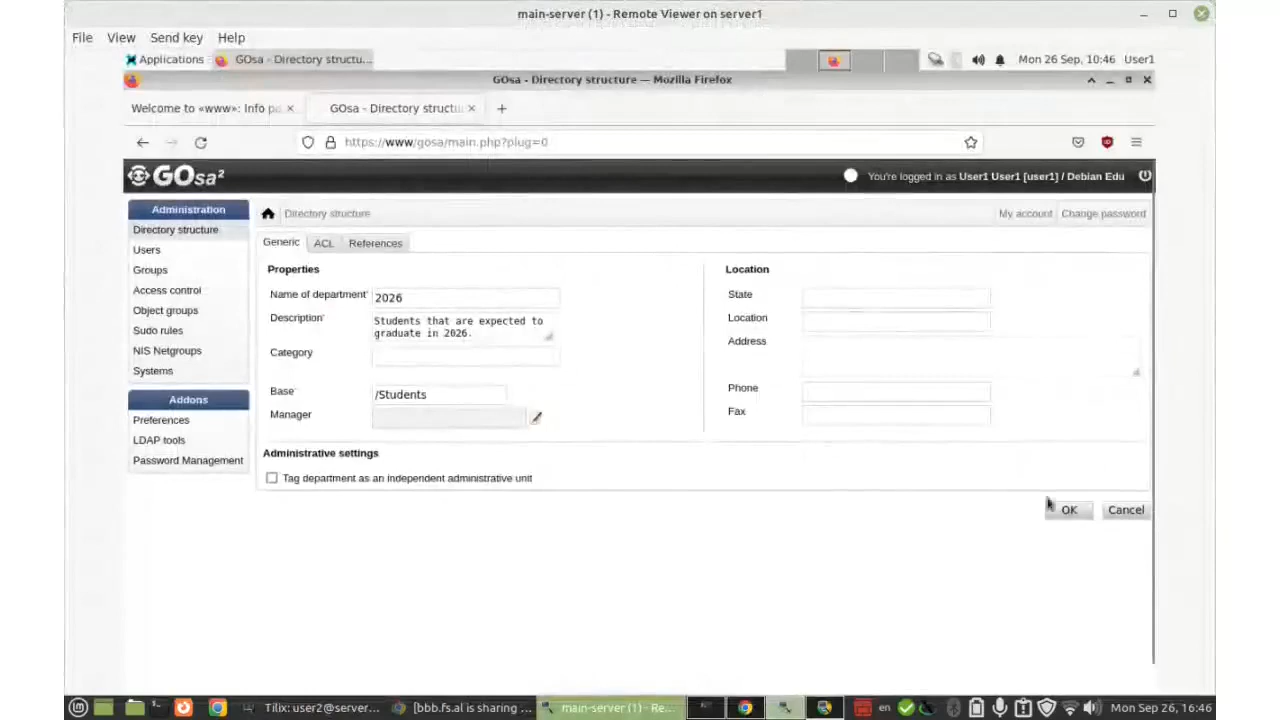 main-server (1) - Remote Viewer on server1
File View Send key Help
Applications GOsa - Directory structu... Mon 26 Sep, 10:46 User1
GOsa - Directory structure — Mozilla Firefox
Welcome to «www»: Info GOsa - Directory
https://www/gosa/main.php?plug=0
GOsa² You're logged in as User1 User1 [user1] / Debian Edu
Administration
Directory structure
Users
Groups
Access control
Object groups
Sudo rules
NIS Netgroups
Systems
Addons
Preferences
LDAP tools
Password Management
Directory structure My account Change password
Generic ACL References
Properties
Name of department* 2026
Description* Students that are expected to
graduate in 2026.
Category
Base* /Students
Manager
Location
State
Location
Address
Phone
Fax
Administrative settings
Tag department as an independent administrative unit
OK Cancel
Tilix: user2@server... [bbb.fs.al is sharing ... main-server (1) - Re... en Mon Sep 26, 16:46